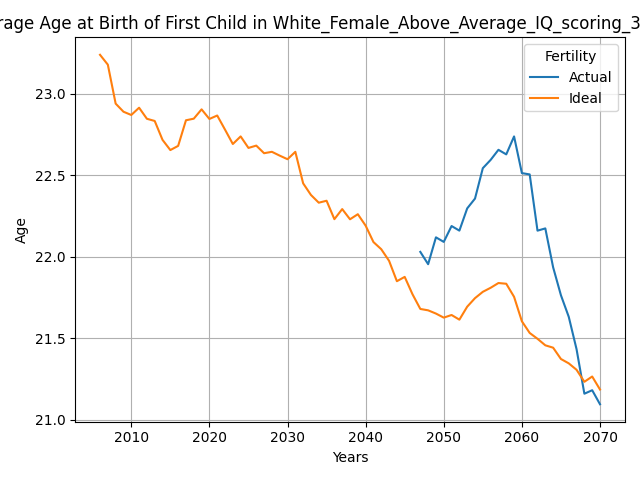 rage Age at Birth of First Child in White_Female_Above_Average_IQ_scoring_3
Fertility
Actual
Ideal
23.0
22.5
22.0
21.5
21.0
Age
2010 2020 2030 2040 2050 2060 2070
Years